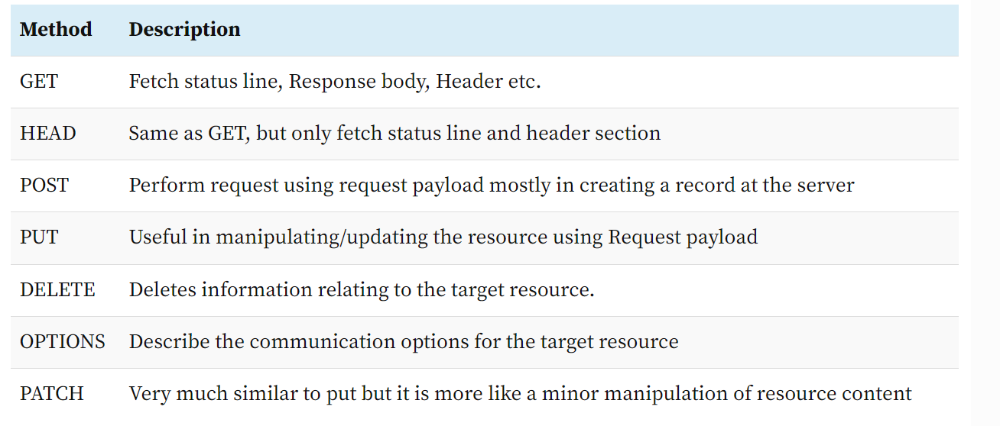 Method Description
GET Fetch status line, Response body, Header etc.
HEAD Same as GET, but only fetch status line and header section
POST Perform request using request payload mostly in creating a record at the server
PUT Useful in manipulating/updating the resource using Request payload
DELETE Deletes information relating to the target resource.
OPTIONS Describe the communication options for the target resource
PATCH Very much similar to put but it is more like a minor manipulation of resource content